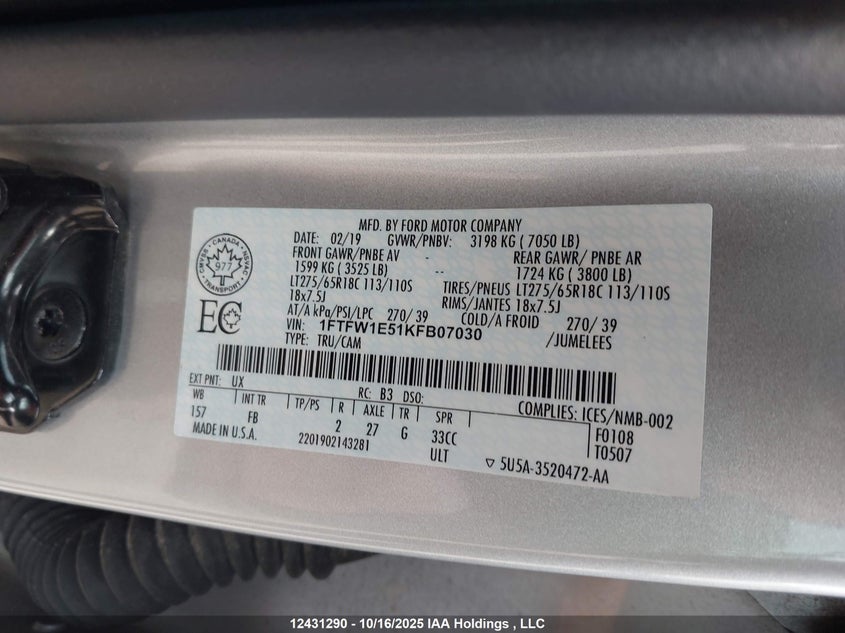 MFD. BY FORD MOTOR COMPANY
DATE: 02/19 GVWR/PNBV: 3198 KG ( 7050 LB)
FRONT GAWR/PNBE AV REAR GAWR/ PNBE AR
1599 KG ( 3525 LB) -- 1724 KG ( 3800 LB)
LT275/65R18C 113/110S TIRES/PNEUS LT275/65R18C 113/110S
18x7.5J RIMS/JANTES 18x7.5J
AT/A kPa/PSI/LPC 270/ 39 COLD/A FROID 270/ 39
VIN: 1FTFW1E51KFB07030 /JUMELEES
TYPE: TRU/CAM
CANADA
CMVSS NSVAC
977
TRANSPORT
EC
EXT PNT: UX RC: B3 DSO: COMPLIES: ICES/NMB-002
WB INT TR TP/PS R AXLE TR SPR F0108
157 FB 2 27 G 33CC T0507
MADE IN U.S.A. 2201902143281 ULT ▽ 5U5A-3520472-AA
12431290 - 10/16/2025 IAA Holdings , LLC